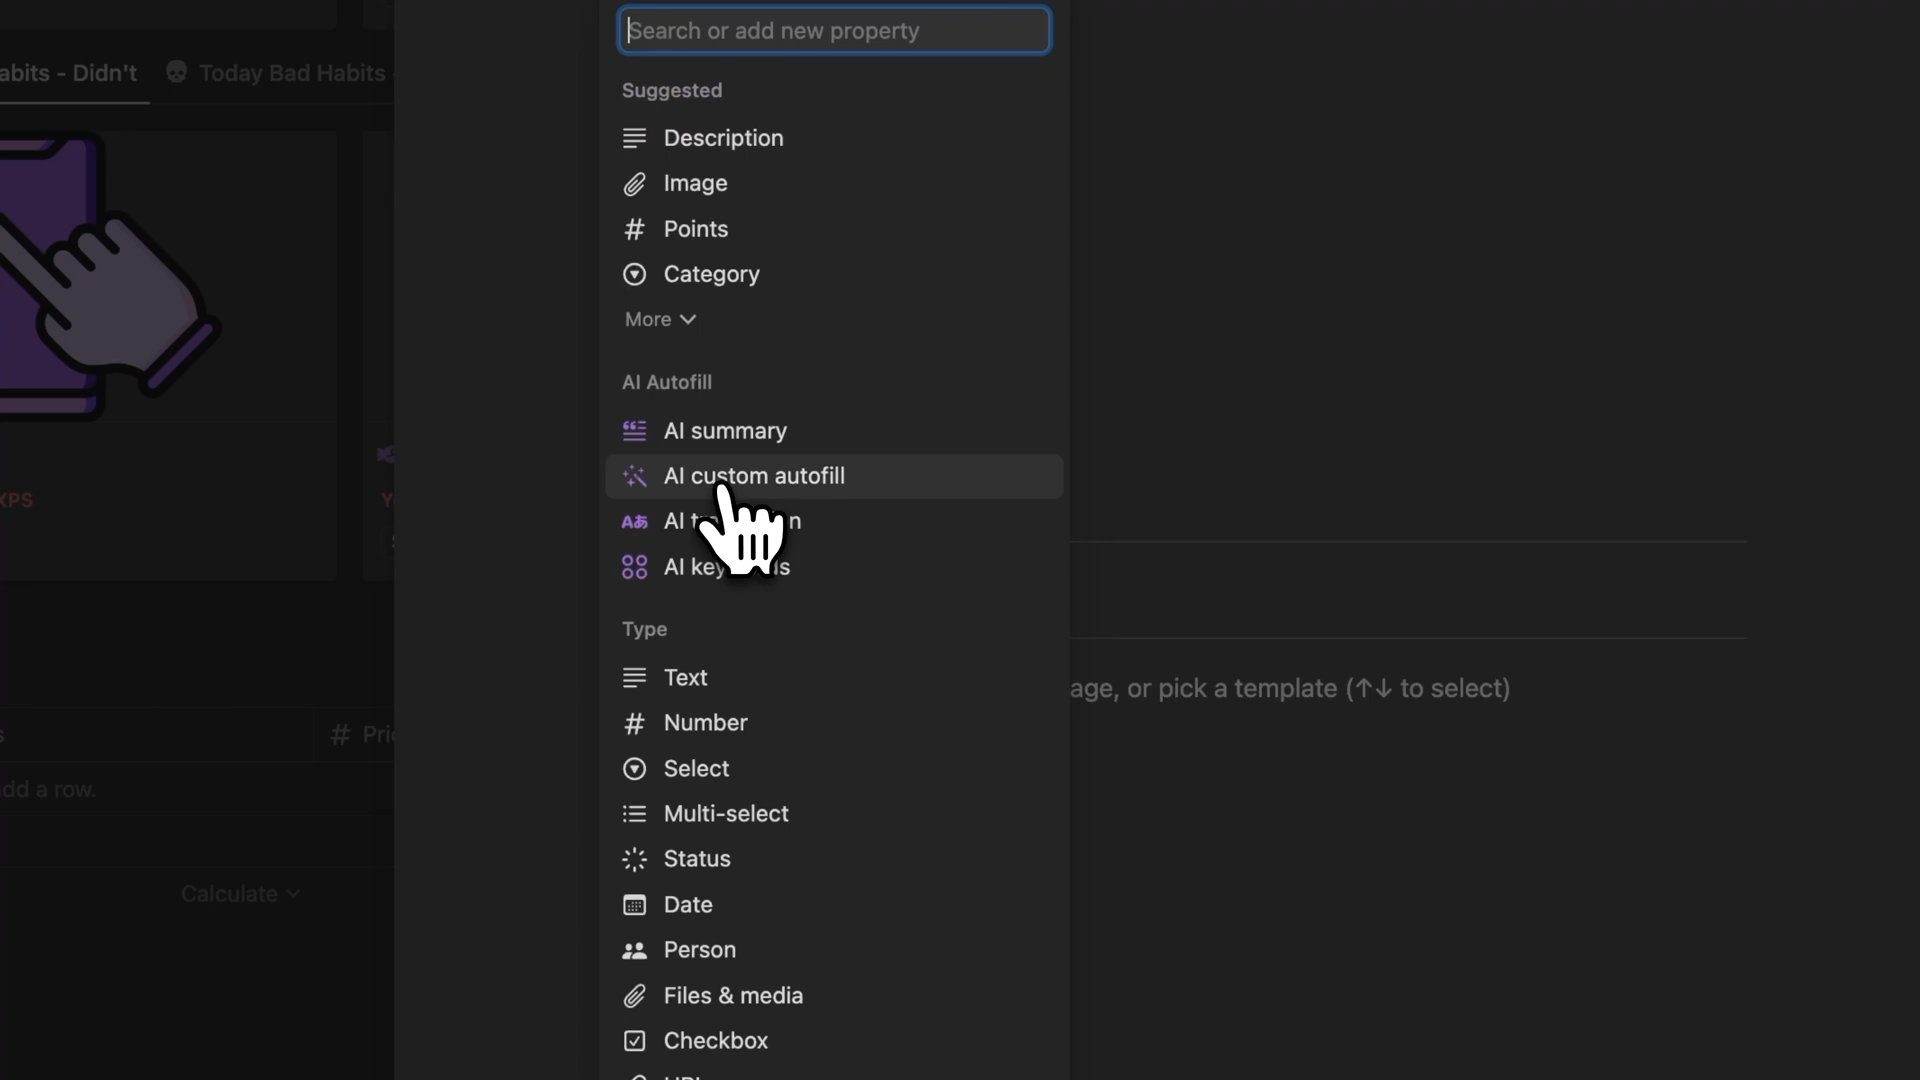 Search or add new property
abits - Didn't
Today Bad Habits -
Suggested
Description
Image
Points
Category
More
AI Autofill
AI summary
AI custom autofill
AI
AI
XPS
Type
Text
Number
Select
Multi-select
Status
Date
Person
Files & media
Checkbox
age, or pick a template (↑↓ to select)
# Pri
dd a row.
Calculate